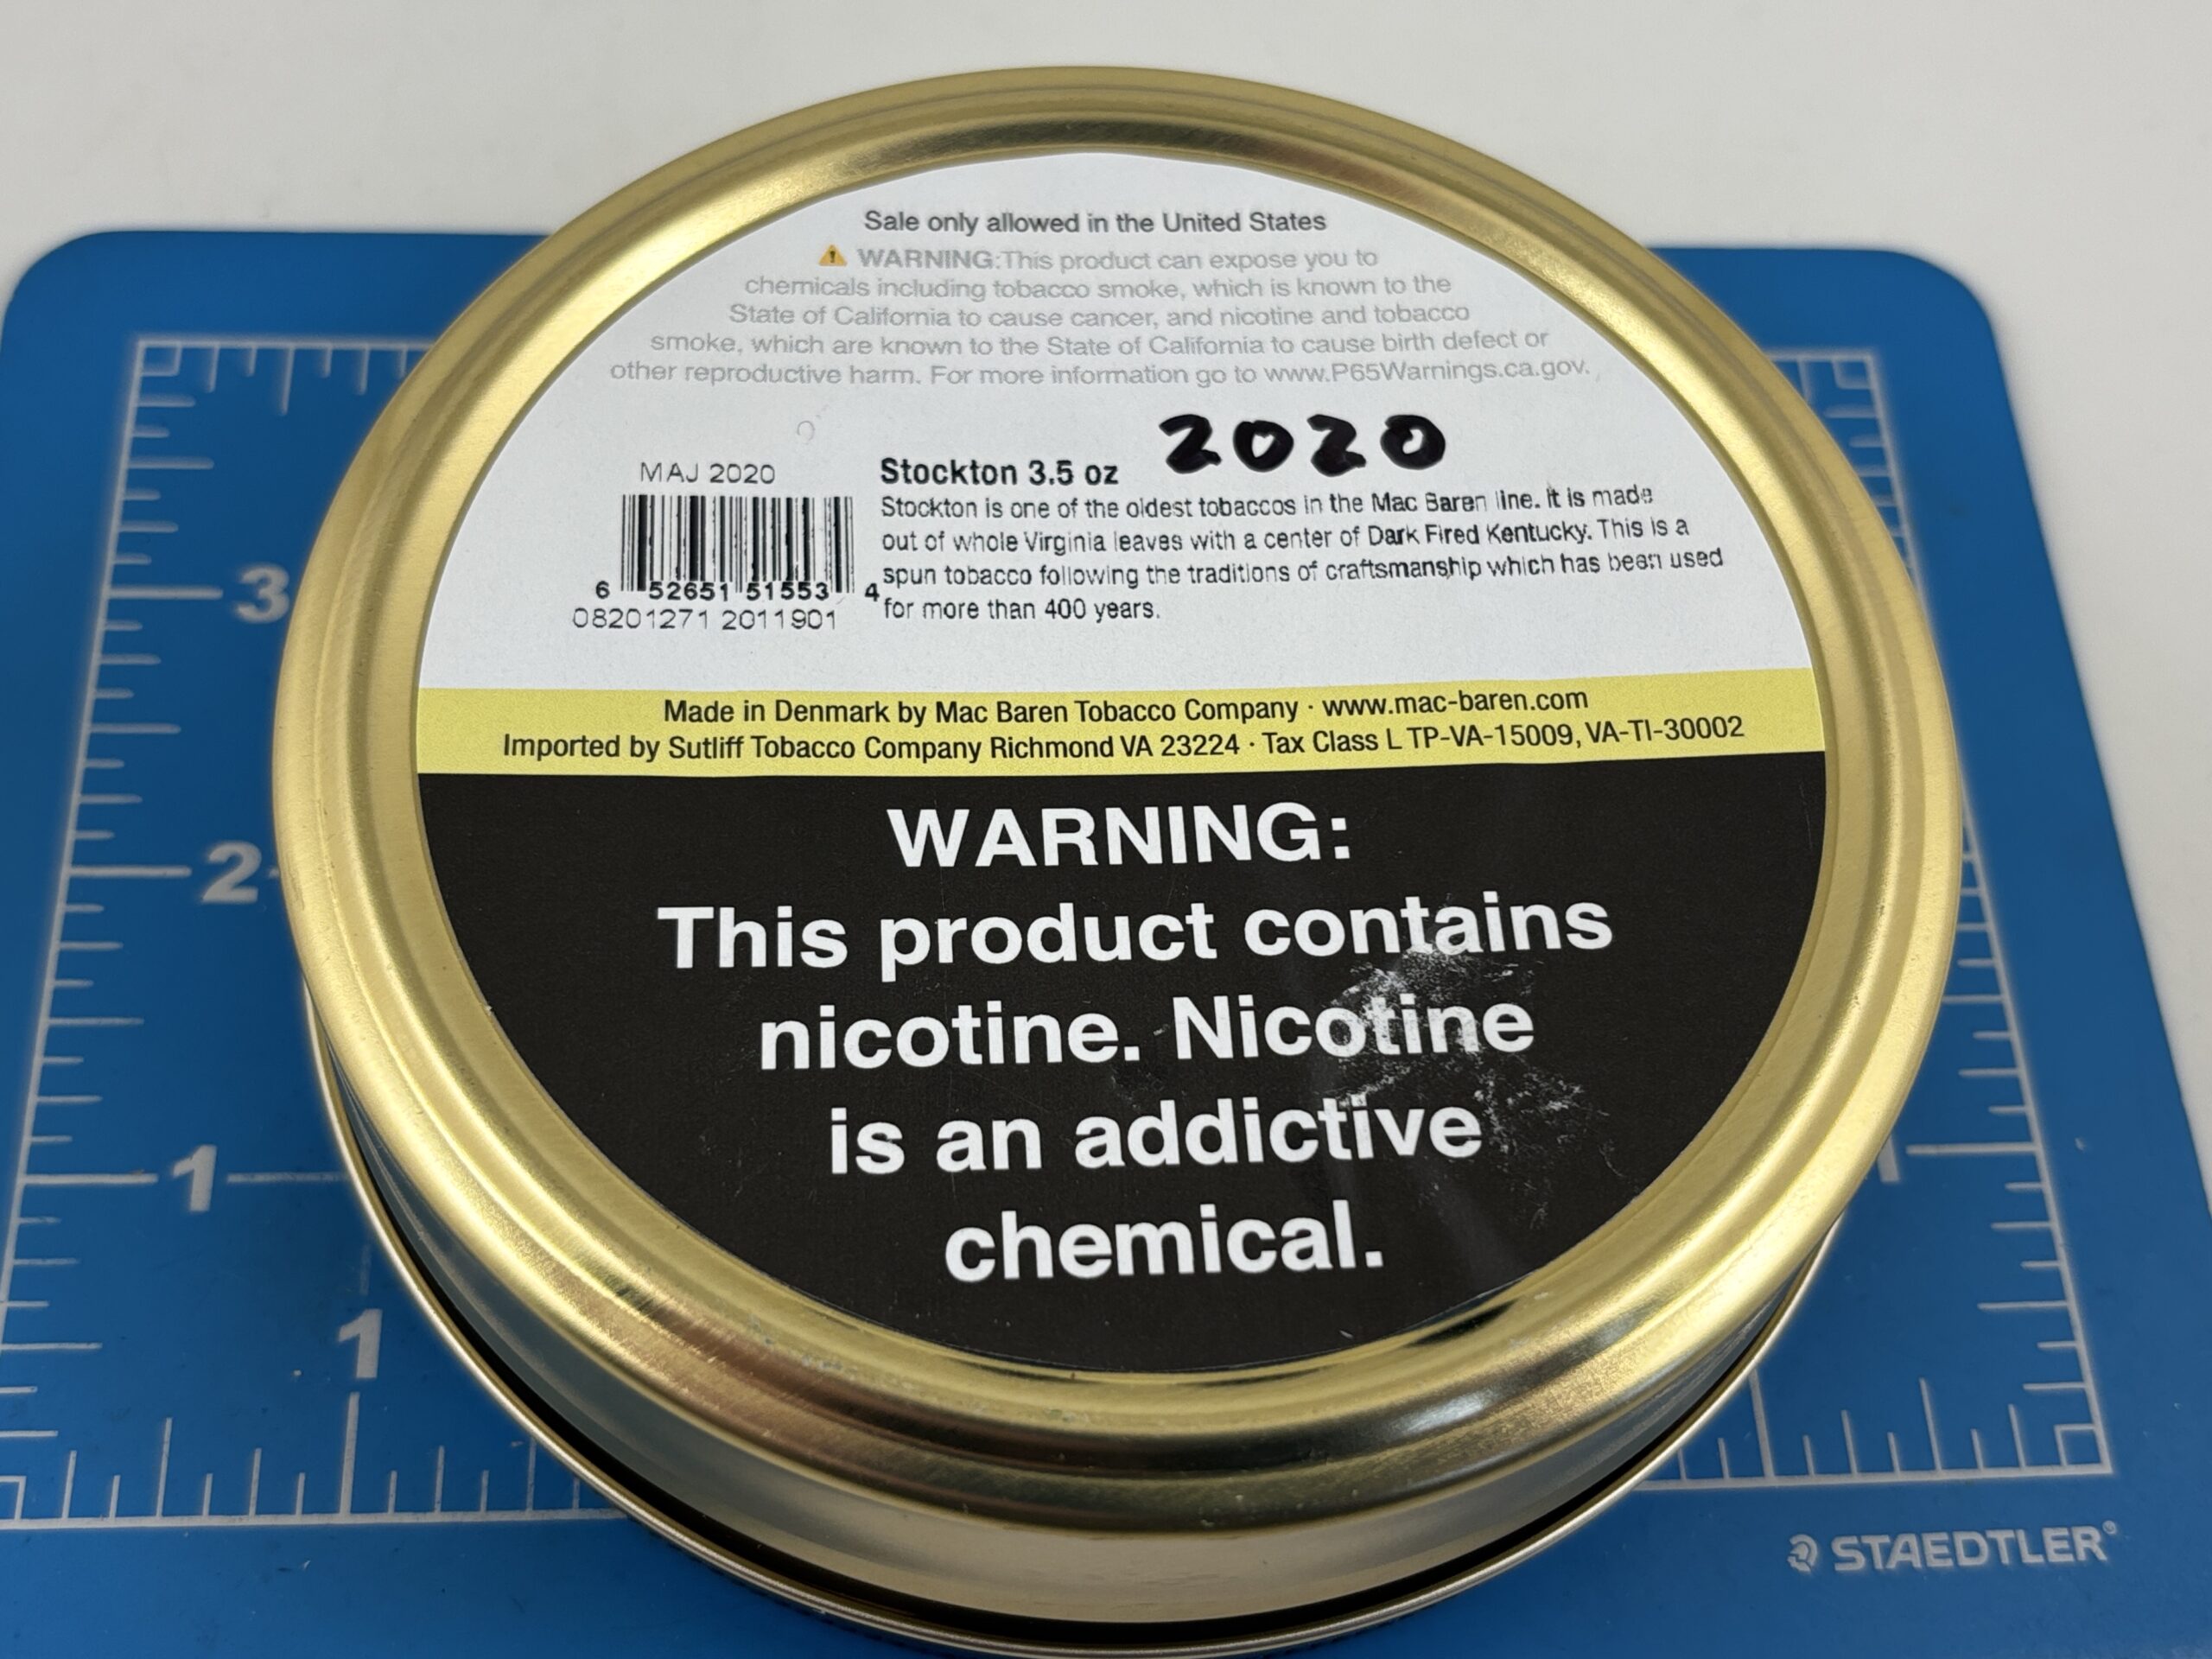 Sale only allowed in the United States
⚠ WARNING:This product can expose you to
chemicals including tobacco smoke, which is known to the
State of California to cause cancer, and nicotine and tobacco
smoke, which are known to the State of California to cause birth defect or
other reproductive harm. For more information go to www.P65Warnings.ca.gov.
2020
MAJ 2020
6 52651 51553 4
08201271 2011901
Stockton 3.5 oz
Stockton is one of the oldest tobaccos in the Mac Baren line. It is made
out of whole Virginia leaves with a center of Dark Fired Kentucky. This is a
spun tobacco following the traditions of craftsmanship which has been used
for more than 400 years.
Made in Denmark by Mac Baren Tobacco Company · www.mac-baren.com
Imported by Sutliff Tobacco Company Richmond VA 23224 · Tax Class L TP-VA-15009, VA-TI-30002
WARNING:
This product contains
nicotine. Nicotine
is an addictive
chemical.
3
2
1
1
1
STAEDTLER®